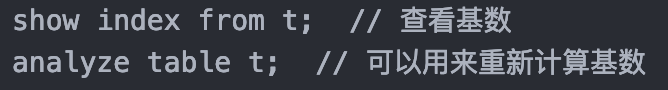 show index from t;  // 查看基数
analyze table t;  // 可以用来重新计算基数